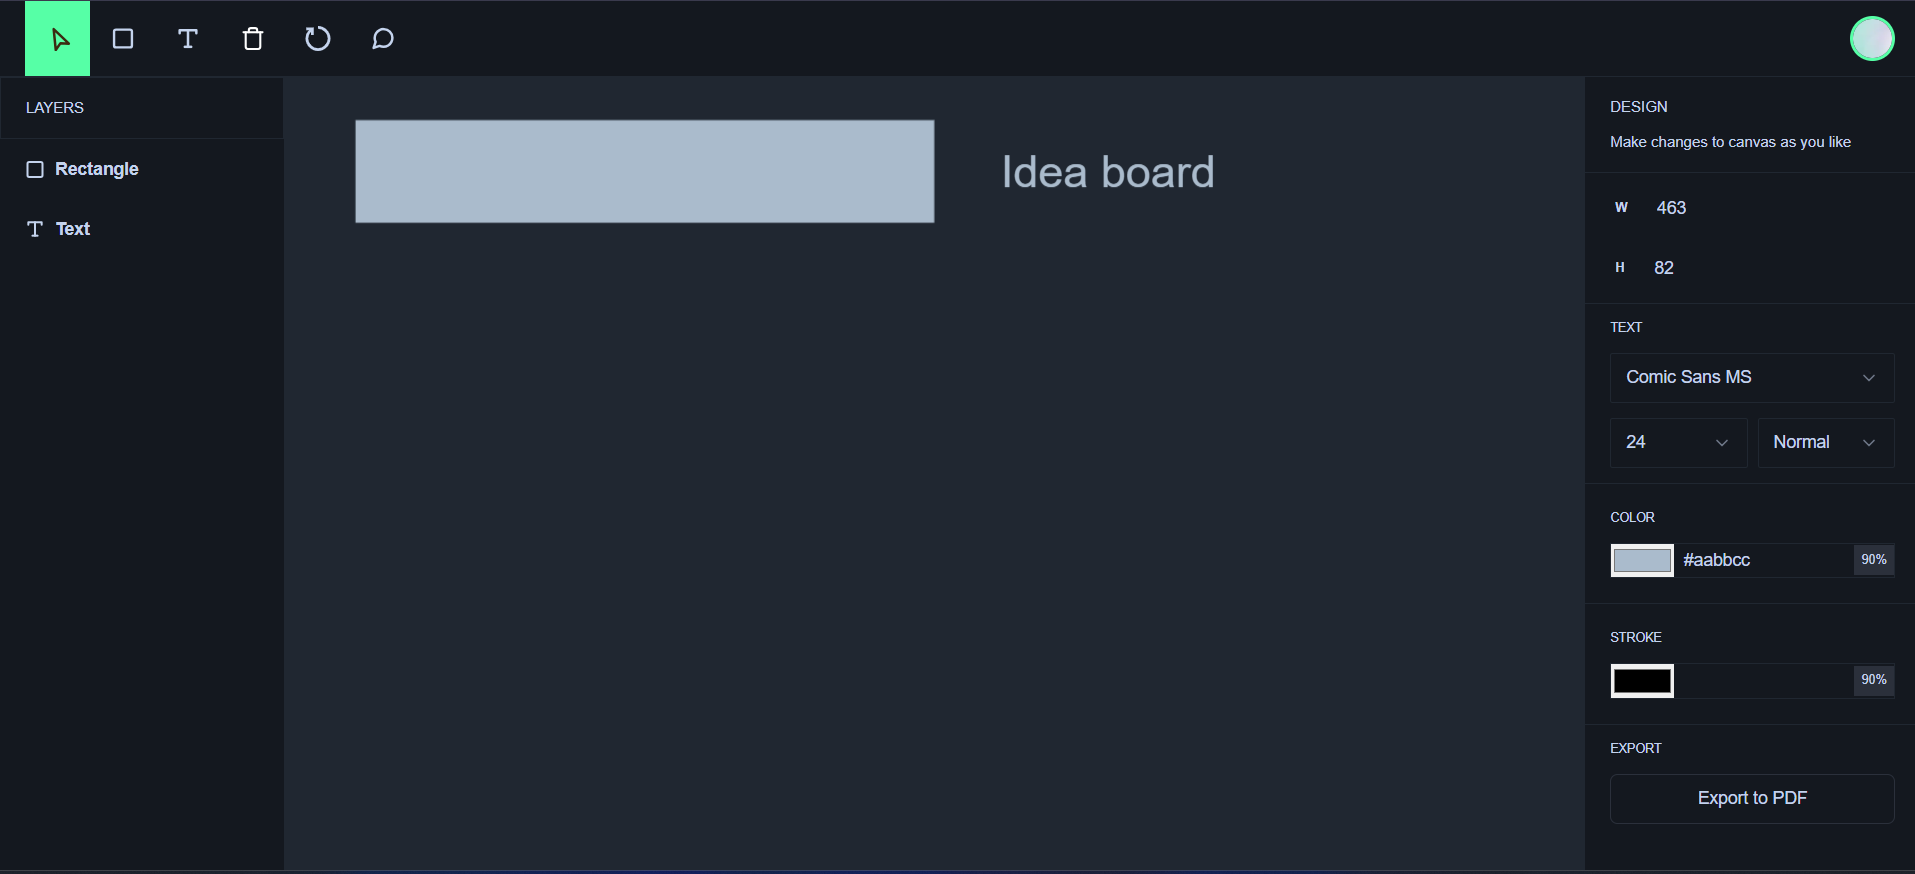 LAYERS
Rectangle
Text
Idea board
DESIGN
Make changes to canvas as you like
W 463
H 82
TEXT
Comic Sans MS
24 Normal
COLOR
#aabbcc 90%
STROKE
90%
EXPORT
Export to PDF